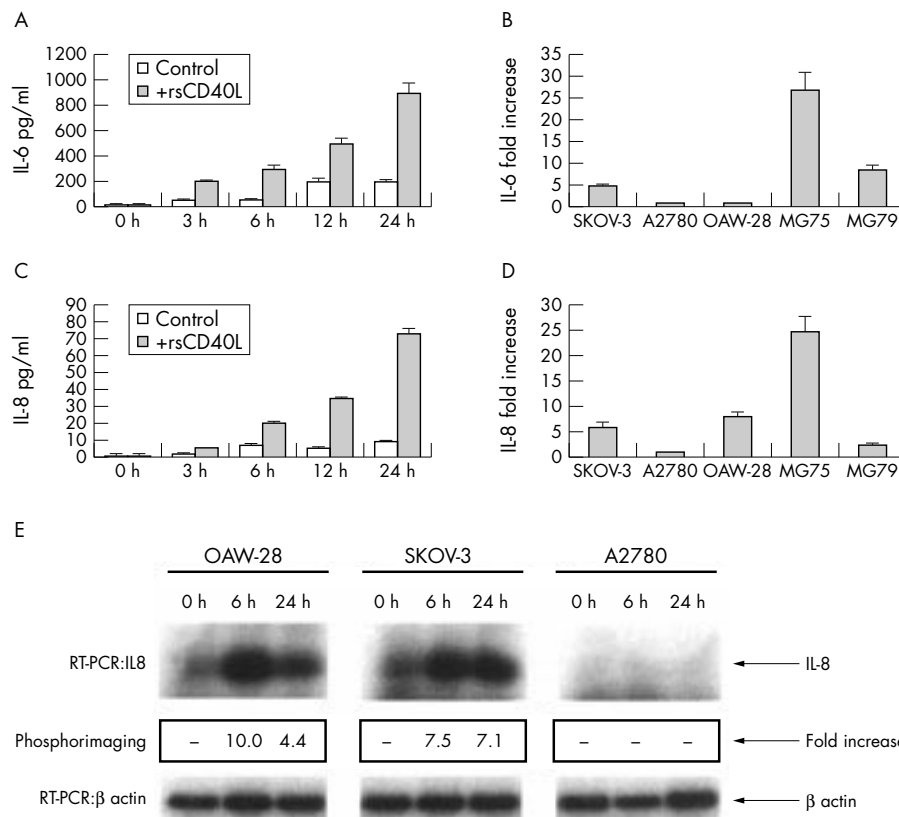 A
IL-6 pg/ml
1200
1000
800
600
400
200
0
Control
+rsCD40L
0 h 3 h 6 h 12 h 24 h
B
IL-6 fold increase
35
30
25
20
15
10
5
0
SKOV-3 A2780 OAW-28 MG75 MG79
C
IL-8 pg/ml
90
80
70
60
50
40
30
20
10
0
Control
+rsCD40L
0 h 3 h 6 h 12 h 24 h
D
IL-8 fold increase
30
25
20
15
10
5
0
SKOV-3 A2780 OAW-28 MG75 MG79
E
OAW-28 SKOV-3 A2780
0 h 6 h 24 h 0 h 6 h 24 h 0 h 6 h 24 h
RT-PCR:IL8 IL-8
Phosphorimaging – 10.0 4.4 – 7.5 7.1 – – – Fold increase
RT-PCR:β actin β actin